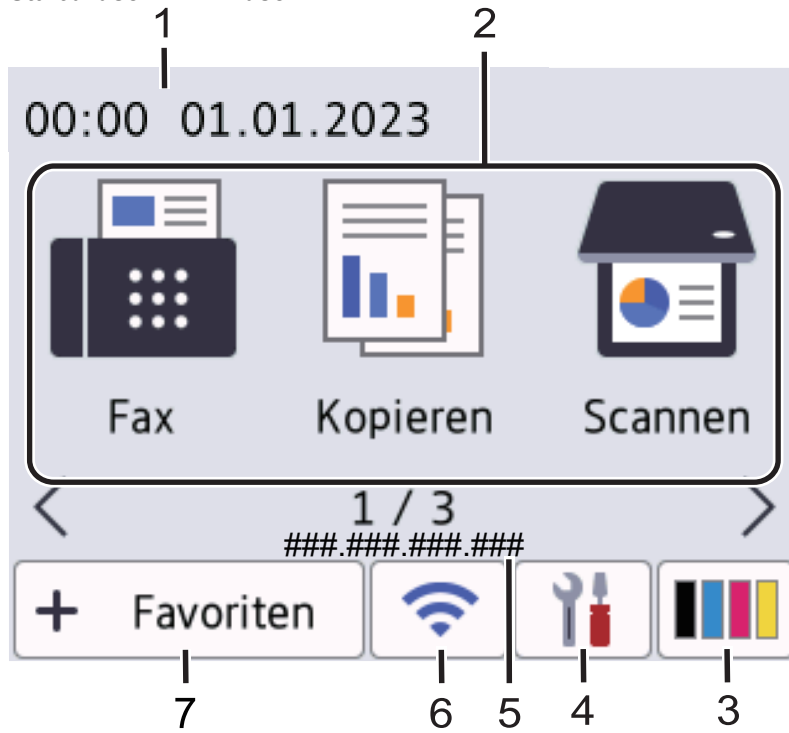 1 2
00:00 01.01.2023
Fax Kopieren Scannen
1 / 3
###.###.###.###
+ Favoriten
7 6 5 4 3